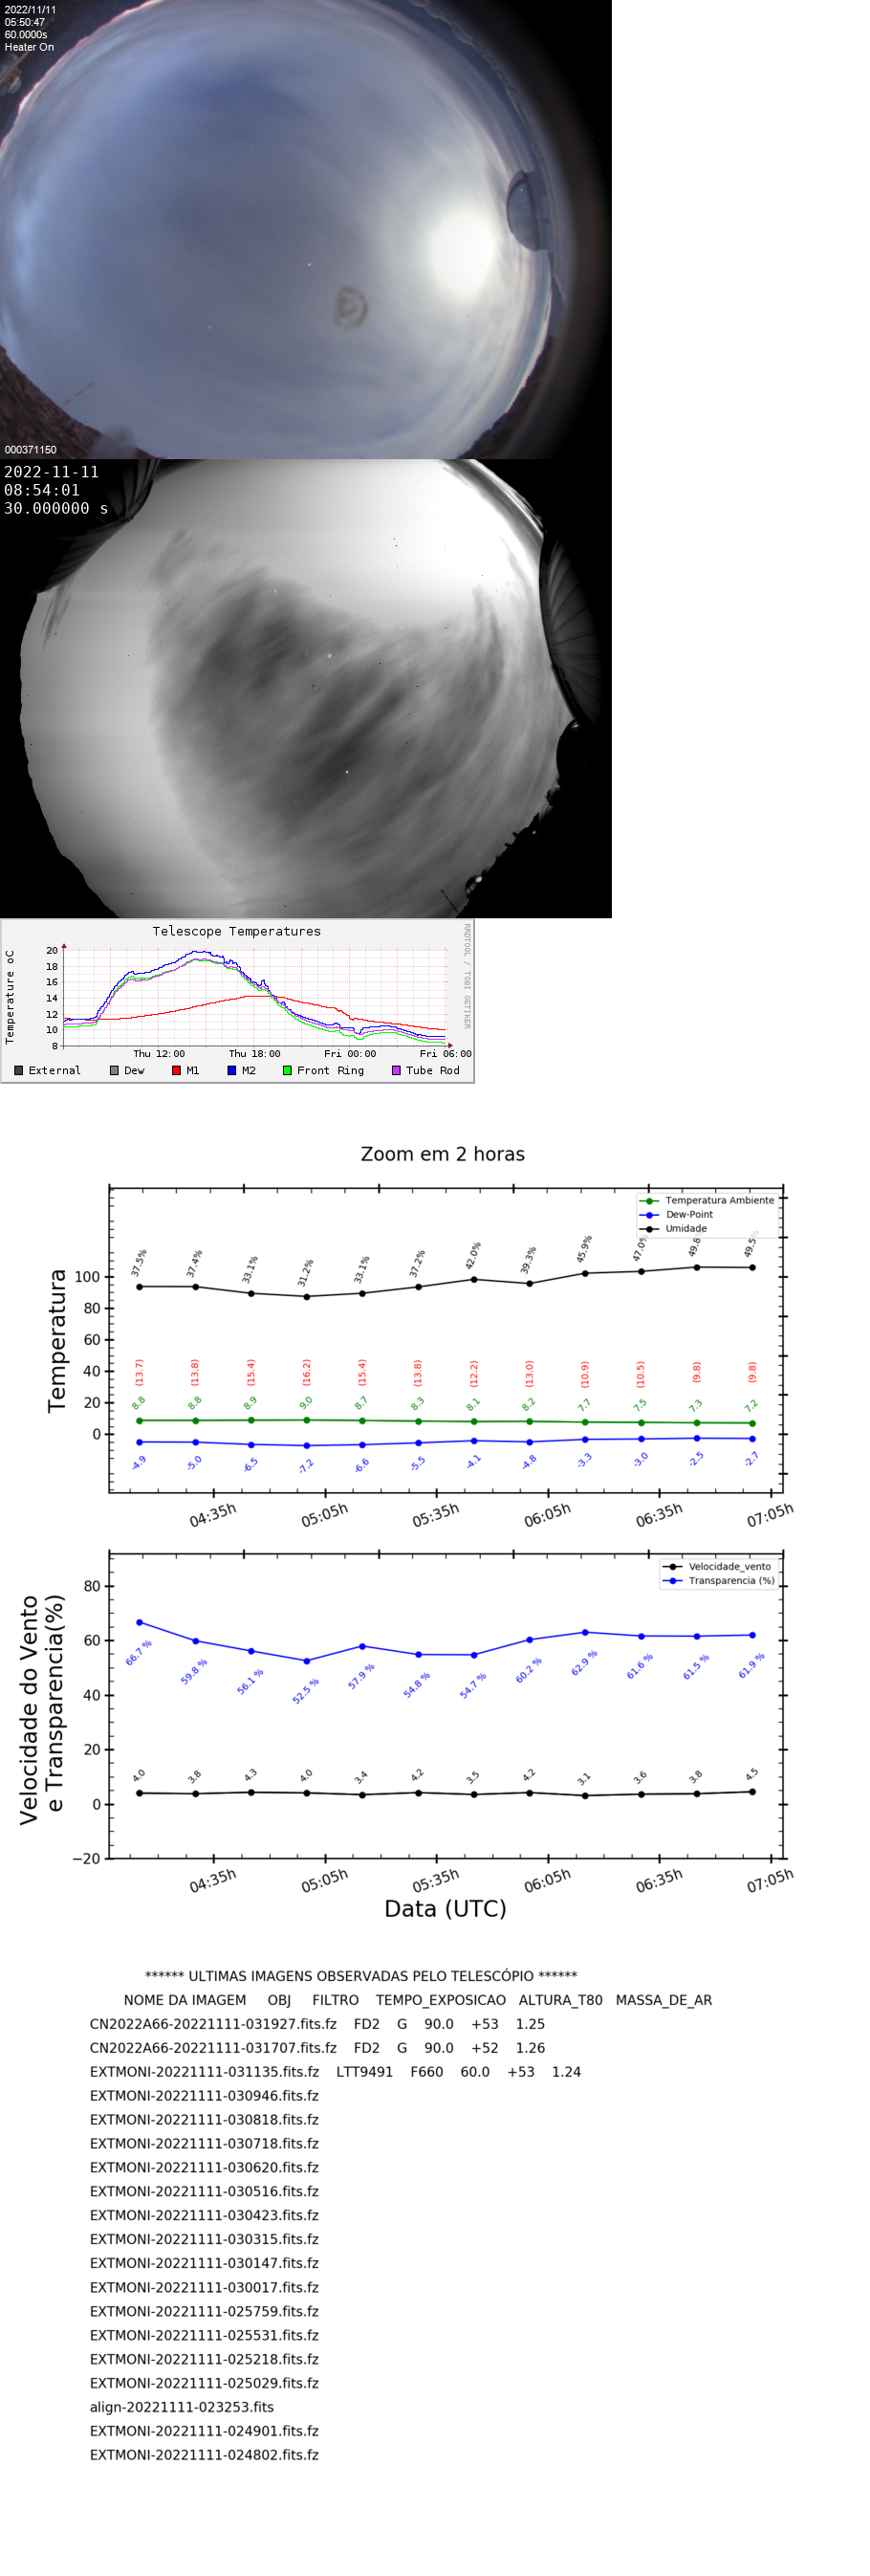 2022/11/11
05:50:47
60.0000s
Heater On
000371150
2022-11-11
08:54:01
30.000000 s
Telescope Temperatures
RRDTOOL / TOBI OETIKER
Temperature oC
20
18
16
14
12
10
8
Thu 12:00 Thu 18:00 Fri 00:00 Fri 06:00
External Dew M1 M2 Front Ring Tube Rod
Zoom em 2 horas
Temperatura Ambiente
Dew-Point
Umidade
Temperatura
100
80
60
40
20
0
37.5% 37.4% 33.1% 31.2% 33.1% 37.2% 42.0% 39.3% 45.9% 47.0% 49.8% 49.5%
(13.7) (13.8) (15.4) (16.2) (15.4) (13.8) (12.2) (13.0) (10.9) (10.5) (9.8) (9.8)
8.8 8.8 8.9 9.0 8.7 8.3 8.1 8.2 7.7 7.5 7.3 7.2
-4.9 -5.0 -6.5 -7.2 -6.6 -5.5 -4.1 -4.8 -3.3 -3.0 -2.5 -2.7
04:35h 05:05h 05:35h 06:05h 06:35h 07:05h
Velocidade_vento
Transparencia (%)
Velocidade do Vento
e Transparencia(%)
80
60
40
20
0
−20
66.7 % 59.8 % 56.1 % 52.5 % 57.9 % 54.8 % 54.7 % 60.2 % 62.9 % 61.6 % 61.5 % 61.9 %
4.0 3.8 4.3 4.0 3.4 4.2 3.5 4.2 3.1 3.6 3.8 4.5
04:35h 05:05h 05:35h 06:05h 06:35h 07:05h
Data (UTC)
****** ULTIMAS IMAGENS OBSERVADAS PELO TELESCÓPIO ******
NOME DA IMAGEM OBJ FILTRO TEMPO_EXPOSICAO ALTURA_T80 MASSA_DE_AR
CN2022A66-20221111-031927.fits.fz FD2 G 90.0 +53 1.25
CN2022A66-20221111-031707.fits.fz FD2 G 90.0 +52 1.26
EXTMONI-20221111-031135.fits.fz LTT9491 F660 60.0 +53 1.24
EXTMONI-20221111-030946.fits.fz
EXTMONI-20221111-030818.fits.fz
EXTMONI-20221111-030718.fits.fz
EXTMONI-20221111-030620.fits.fz
EXTMONI-20221111-030516.fits.fz
EXTMONI-20221111-030423.fits.fz
EXTMONI-20221111-030315.fits.fz
EXTMONI-20221111-030147.fits.fz
EXTMONI-20221111-030017.fits.fz
EXTMONI-20221111-025759.fits.fz
EXTMONI-20221111-025531.fits.fz
EXTMONI-20221111-025218.fits.fz
EXTMONI-20221111-025029.fits.fz
align-20221111-023253.fits
EXTMONI-20221111-024901.fits.fz
EXTMONI-20221111-024802.fits.fz